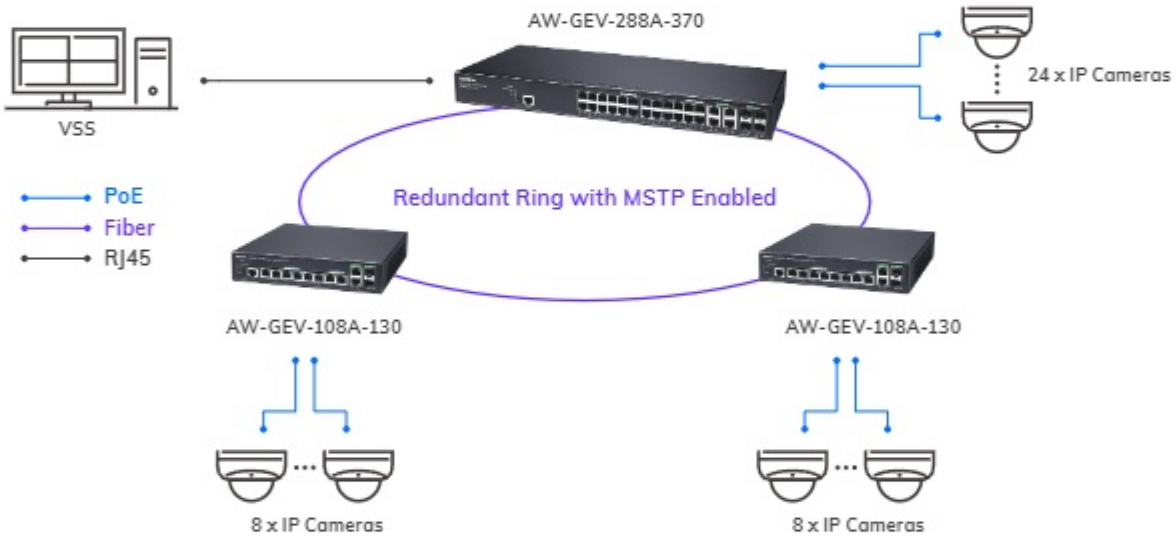 AW-GEV-288A-370
24 x IP Cameras
VSS
Redundant Ring with MSTP Enabled
PoE
Fiber
RJ45
AW-GEV-108A-130
AW-GEV-108A-130
8 x IP Cameras
8 x IP Cameras